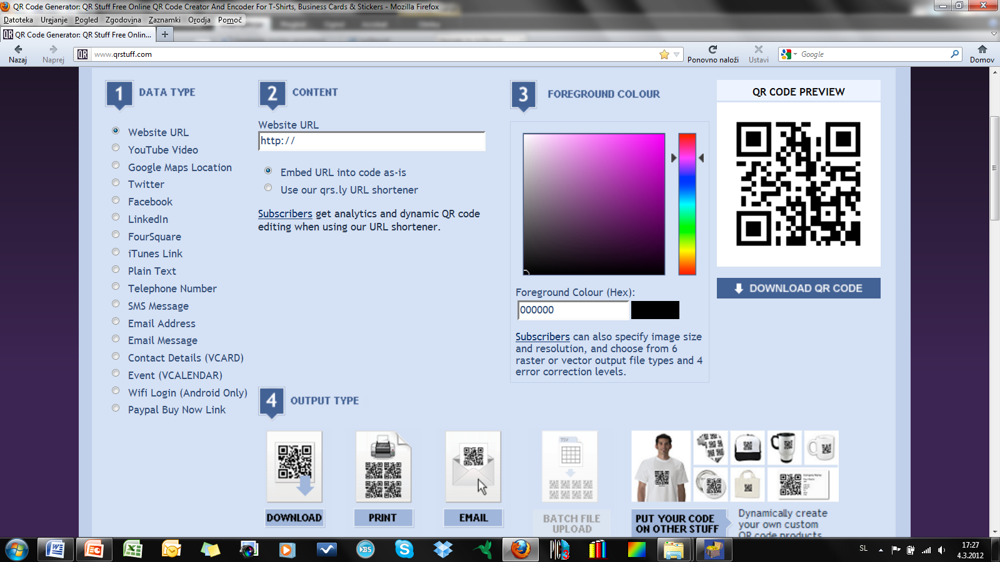 QR Code Generator: QR Stuff Free Online QR Code Creator And Encoder For T-Shirts, Business Cards & Stickers - Mozilla Firefox
Datoteka Urejanje Pogled Zgodovina Zaznamki Orodja Pomoč
QR QR Code Generator: QR Stuff Free Onlin...
Nazaj Naprej QR www.qrstuff.com Ponovno naloži Ustavi Google Domov
1 DATA TYPE
Website URL
YouTube Video
Google Maps Location
Twitter
Facebook
LinkedIn
FourSquare
iTunes Link
Plain Text
Telephone Number
SMS Message
Email Address
Email Message
Contact Details (VCARD)
Event (VCALENDAR)
Wifi Login (Android Only)
Paypal Buy Now Link
2 CONTENT
Website URL
http://
Embed URL into code as-is
Use our qrs.ly URL shortener
Subscribers get analytics and dynamic QR code
editing when using our URL shortener.
3 FOREGROUND COLOUR
Foreground Colour (Hex):
000000
Subscribers can also specify image size
and resolution, and choose from 6
raster or vector output file types and 4
error correction levels.
QR CODE PREVIEW
DOWNLOAD QR CODE
4 OUTPUT TYPE
DOWNLOAD
PRINT
EMAIL
TSV
BATCH FILE
UPLOAD
PUT YOUR CODE
ON OTHER STUFF
Dynamically create
your own custom
QR code products
SL
17:27
4.3.2012